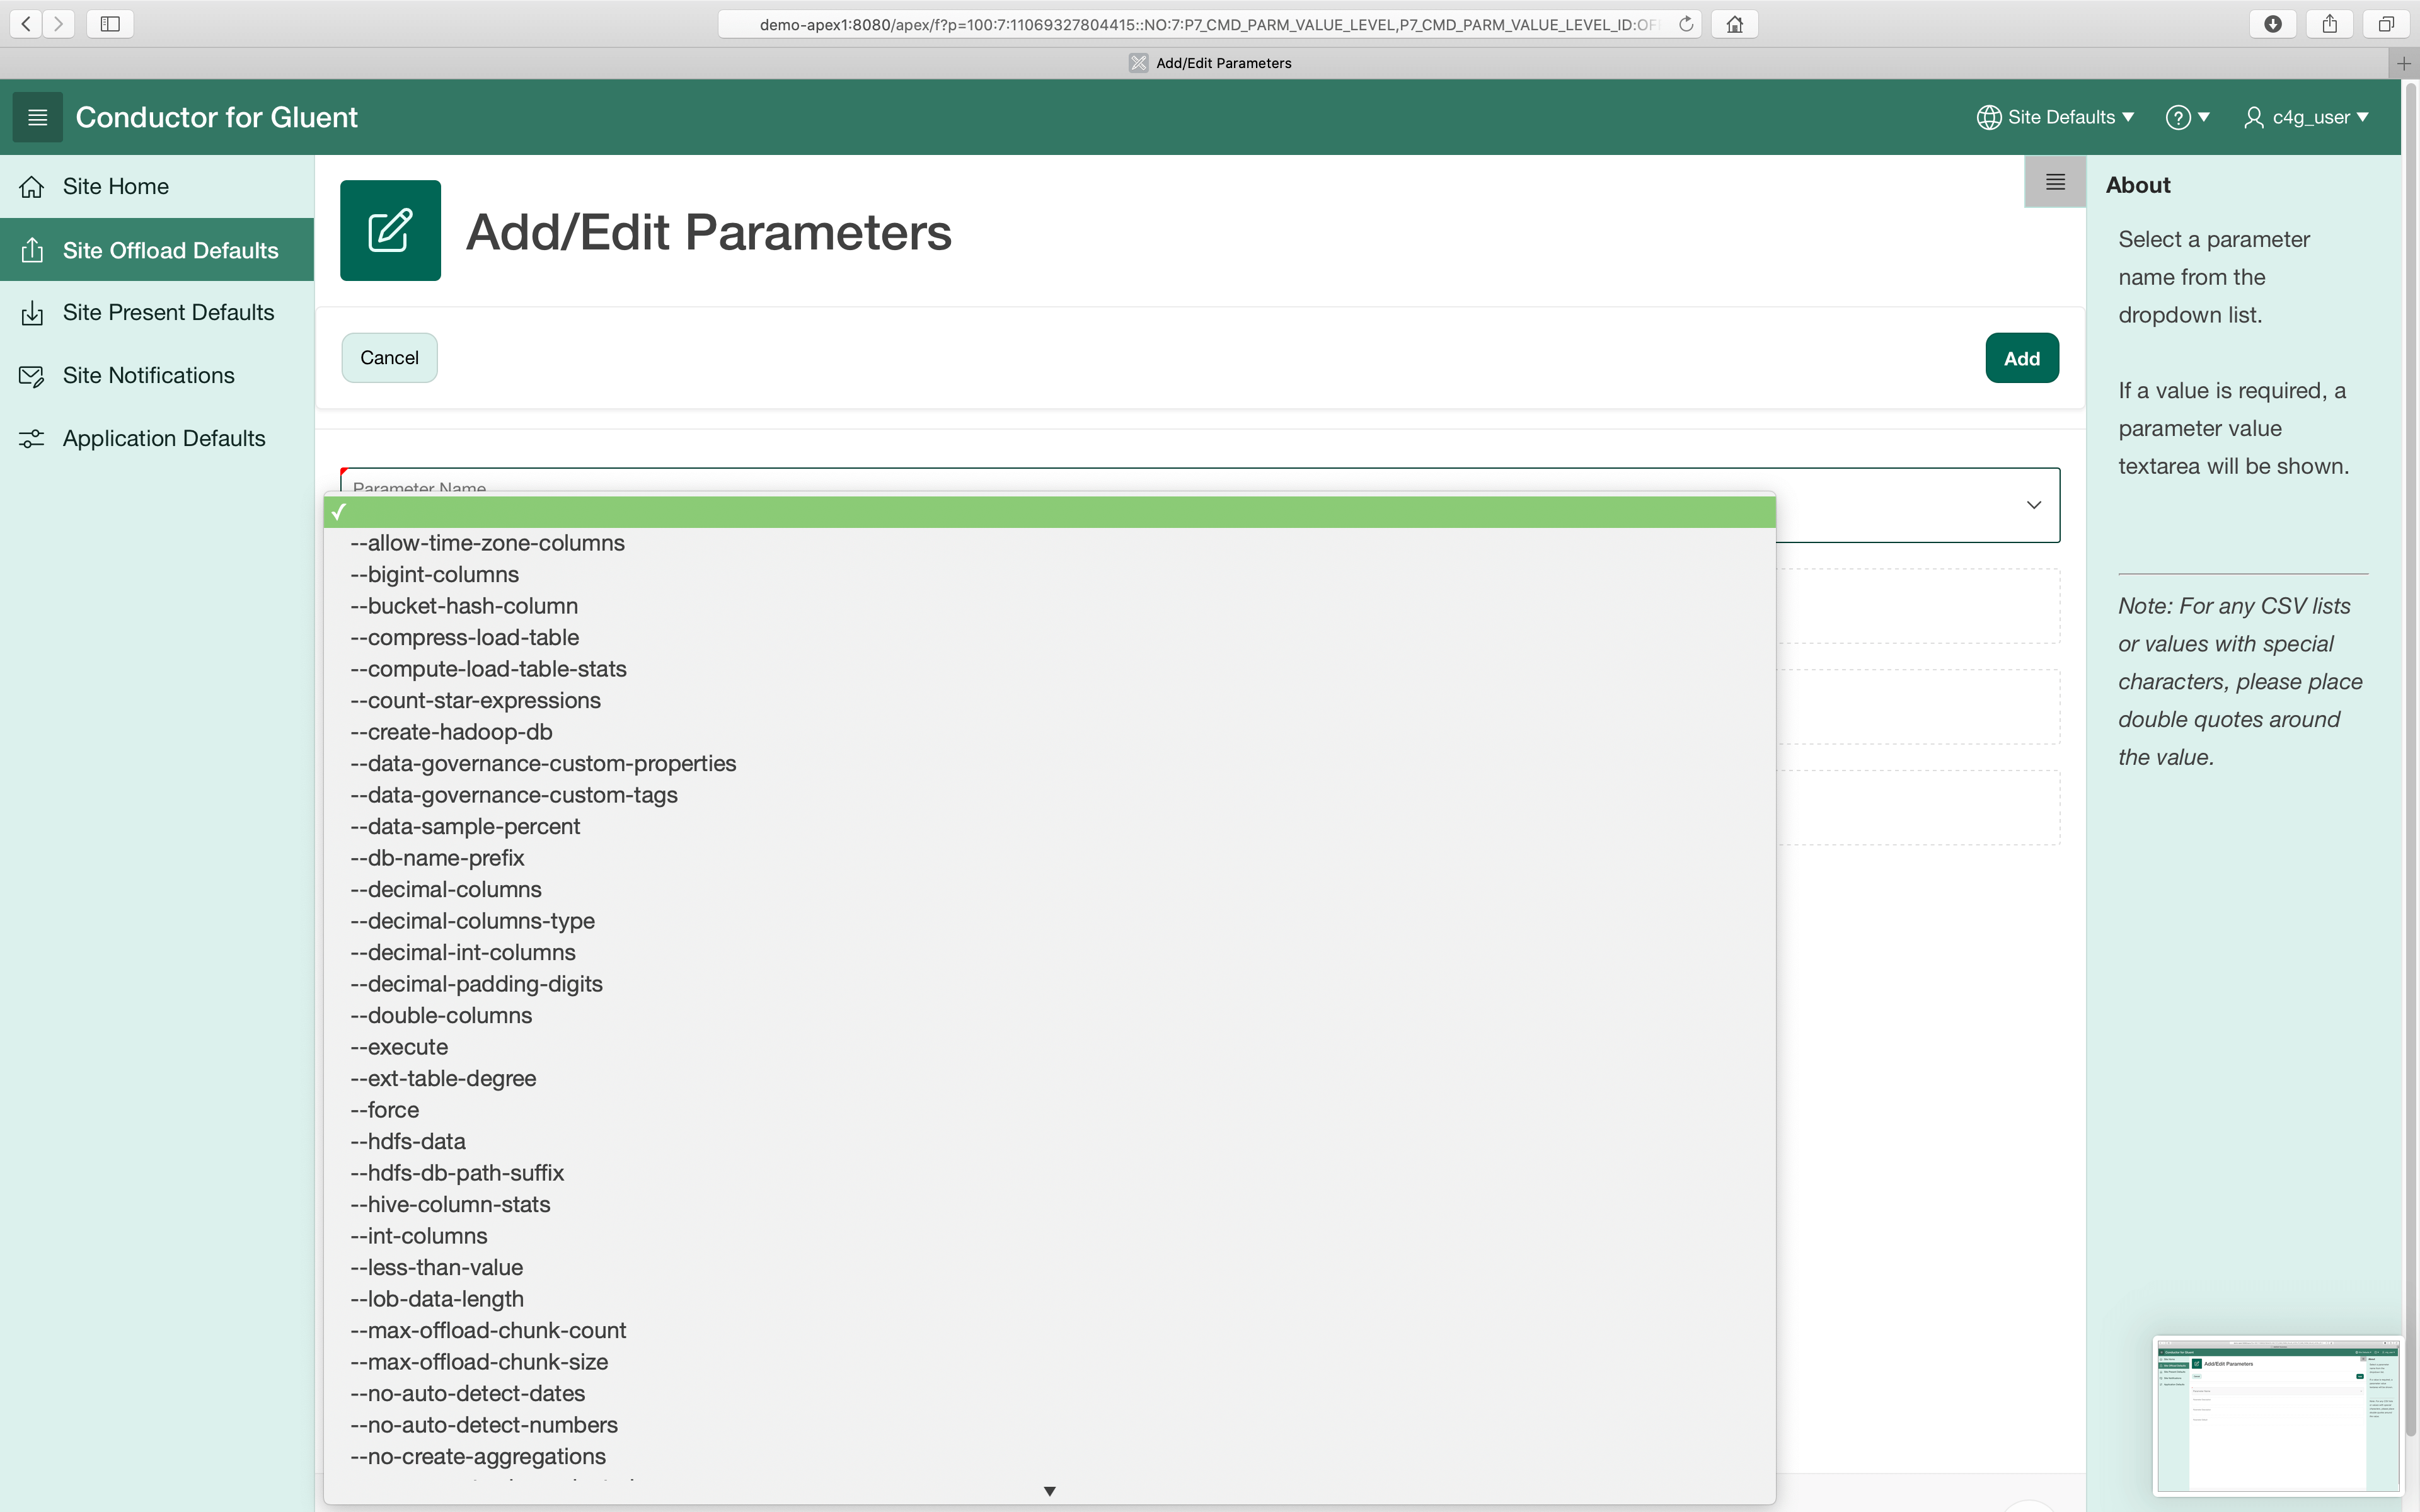 demo-apex1:8080/apex/f?p=100:7:11069327804415::NO:7:P7_CMD_PARM_VALUE_LEVEL,P7_CMD_PARM_VALUE_LEVEL_ID:OF
Add/Edit Parameters
Conductor for Gluent
Site Defaults
c4g_user
Site Home
Site Offload Defaults
Site Present Defaults
Site Notifications
Application Defaults
Add/Edit Parameters
Cancel
Add
Parameter Name
--allow-time-zone-columns
--bigint-columns
--bucket-hash-column
--compress-load-table
--compute-load-table-stats
--count-star-expressions
--create-hadoop-db
--data-governance-custom-properties
--data-governance-custom-tags
--data-sample-percent
--db-name-prefix
--decimal-columns
--decimal-columns-type
--decimal-int-columns
--decimal-padding-digits
--double-columns
--execute
--ext-table-degree
--force
--hdfs-data
--hdfs-db-path-suffix
--hive-column-stats
--int-columns
--less-than-value
--lob-data-length
--max-offload-chunk-count
--max-offload-chunk-size
--no-auto-detect-dates
--no-auto-detect-numbers
--no-create-aggregations
About
Select a parameter
name from the
dropdown list.
If a value is required, a
parameter value
textarea will be shown.
Note: For any CSV lists
or values with special
characters, please place
double quotes around
the value.
Add/Edit Parameters